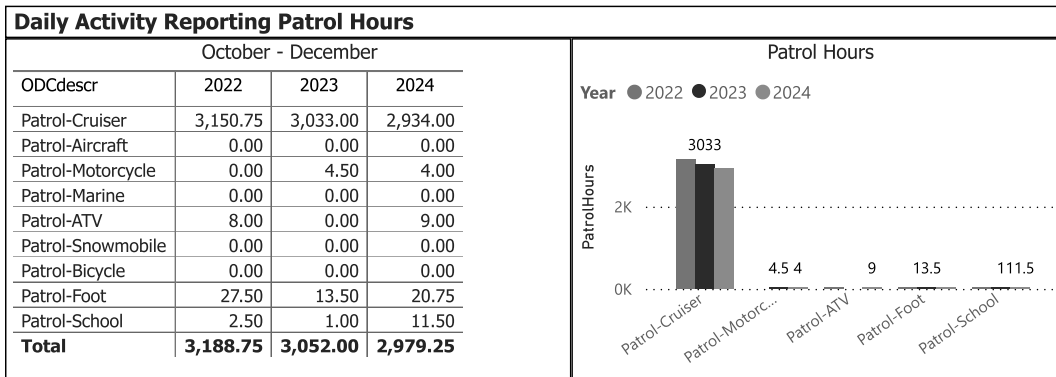 Daily Activity Reporting Patrol Hours
October - December
ODCdescr 2022 2023 2024
Patrol-Cruiser 3,150.75 3,033.00 2,934.00
Patrol-Aircraft 0.00 0.00 0.00
Patrol-Motorcycle 0.00 4.50 4.00
Patrol-Marine 0.00 0.00 0.00
Patrol-ATV 8.00 0.00 9.00
Patrol-Snowmobile 0.00 0.00 0.00
Patrol-Bicycle 0.00 0.00 0.00
Patrol-Foot 27.50 13.50 20.75
Patrol-School 2.50 1.00 11.50
Total 3,188.75 3,052.00 2,979.25
Patrol Hours
Year 2022 2023 2024
PatrolHours
3033
2K
4.5 4 9 13.5 111.5
0K
Patrol-Cruiser
Patrol-Motorc...
Patrol-ATV
Patrol-Foot
Patrol-School